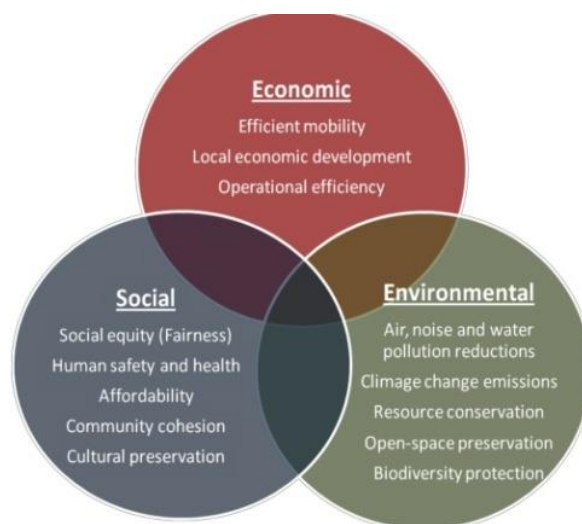 Economic
Efficient mobility
Local economic development
Operational efficiency
Social
Social equity (Fairness)
Human safety and health
Affordability
Community cohesion
Cultural preservation
Environmental
Air, noise and water
pollution reductions
Climage change emissions
Resource conservation
Open-space preservation
Biodiversity protection